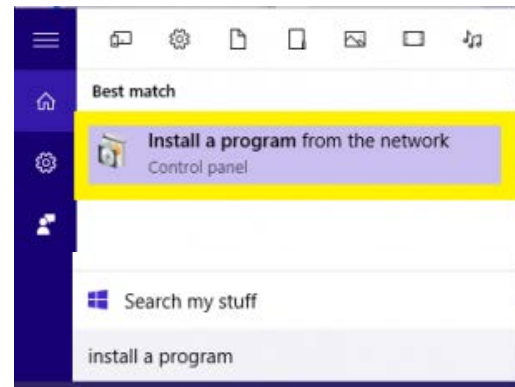 Best match
Install a program from the network
Control panel
Search my stuff
install a program